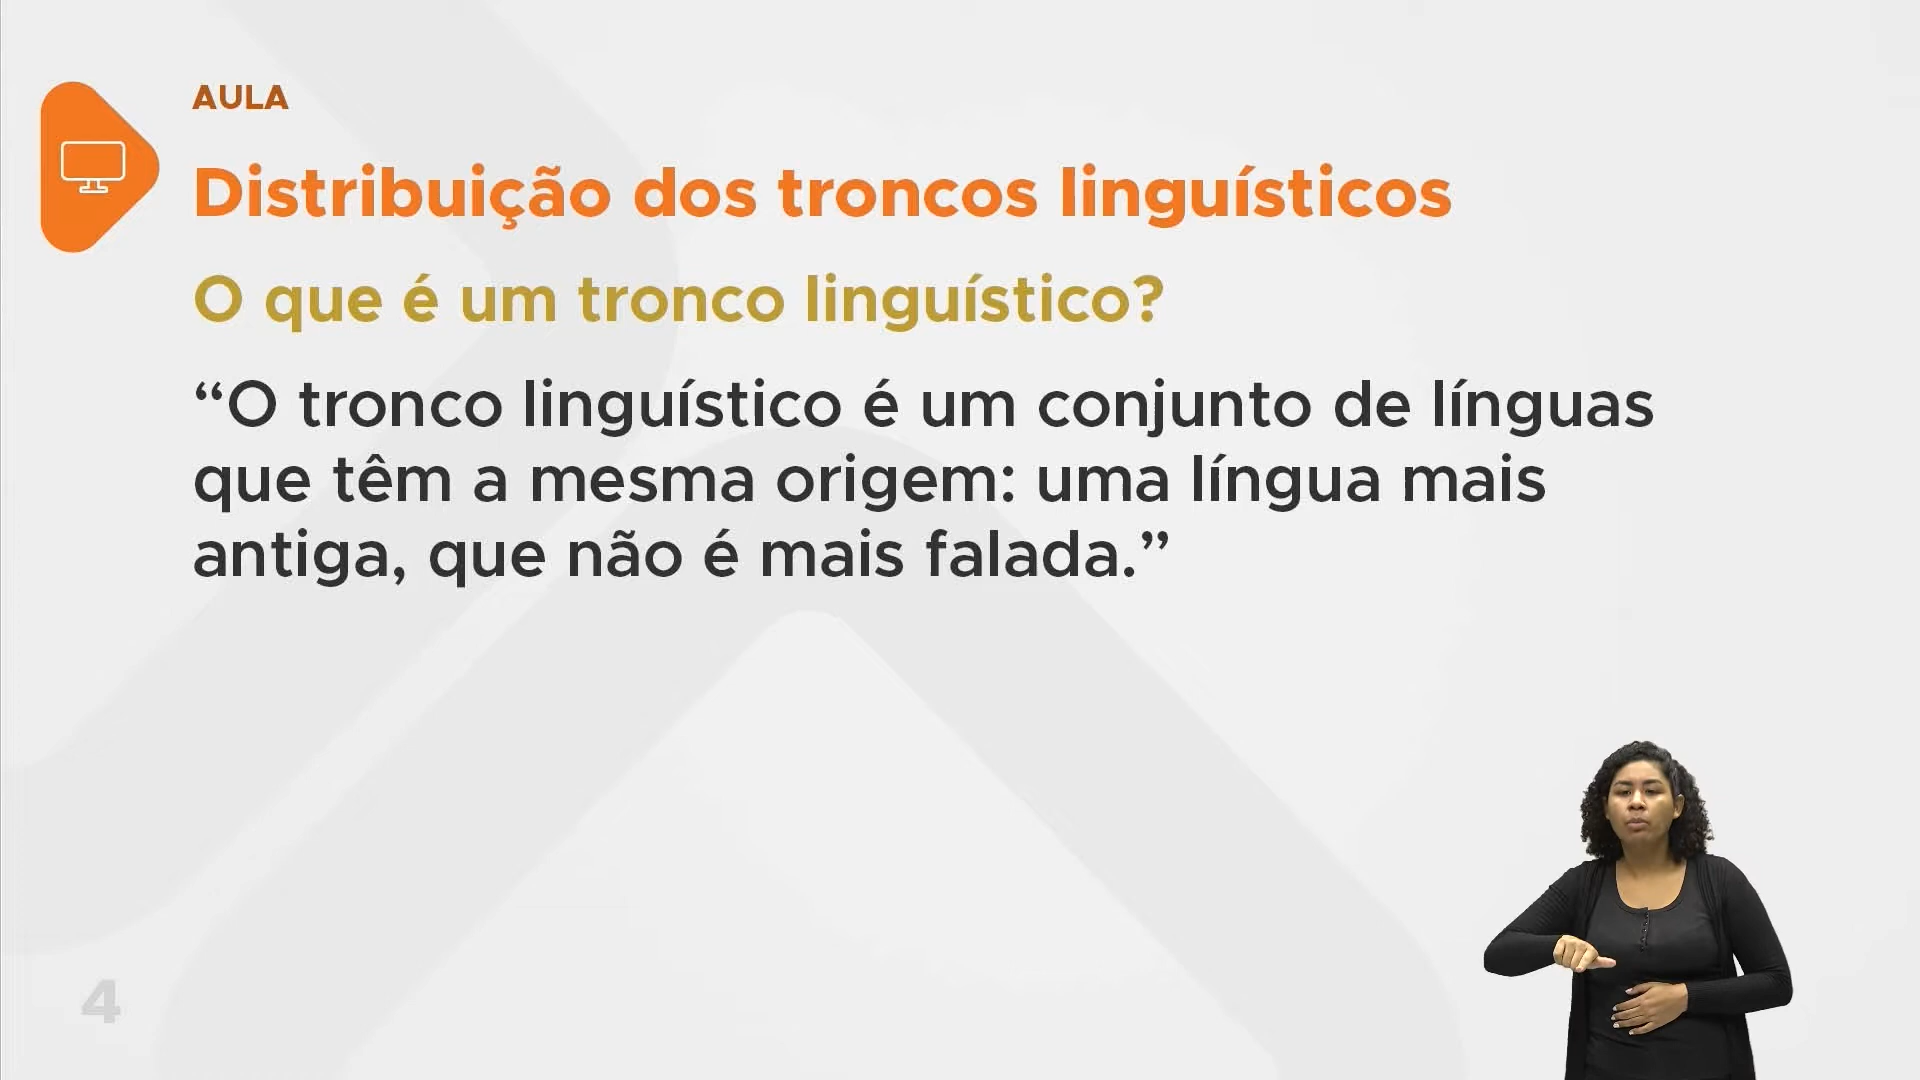 AULA
Distribuição dos troncos linguísticos
O que é um tronco linguístico?
“O tronco linguístico é um conjunto de línguas
que têm a mesma origem: uma língua mais
antiga, que não é mais falada.”
4